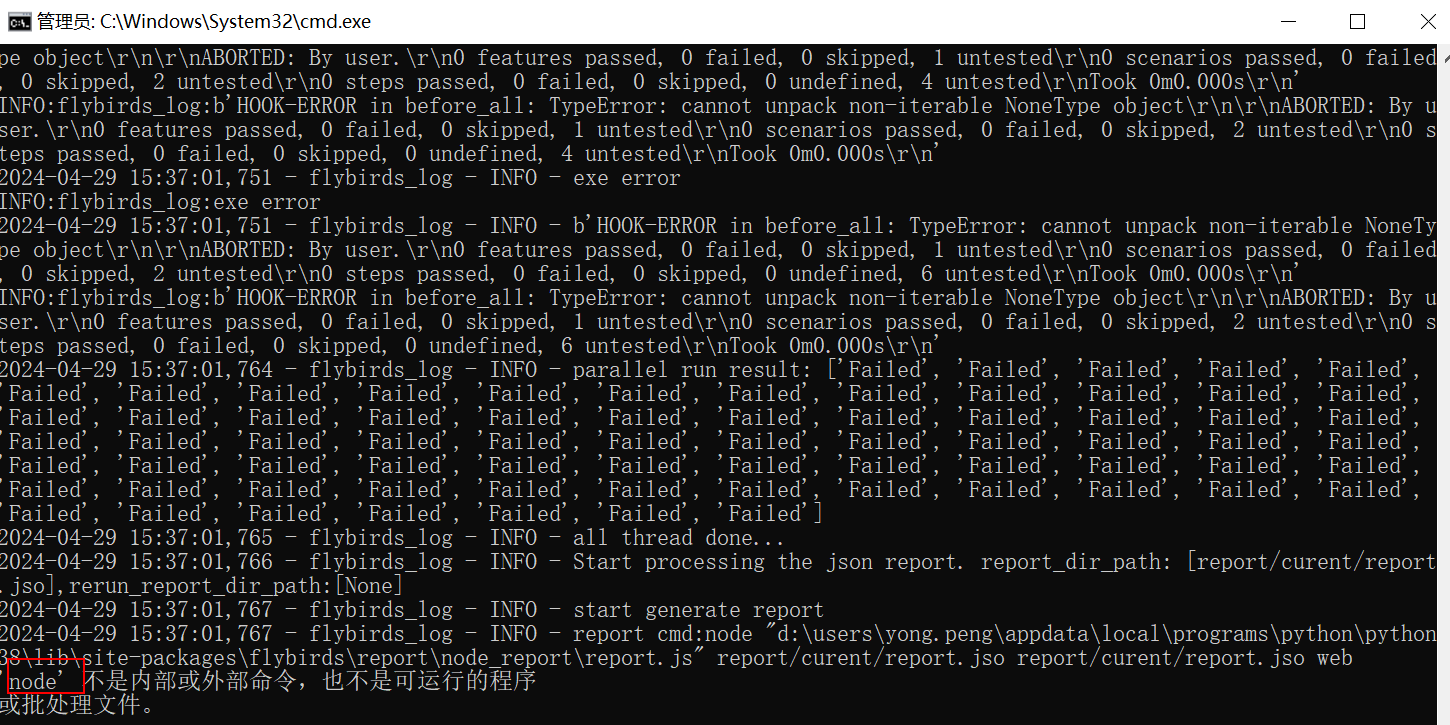 管理员: C:\Windows\System32\cmd.exe
pe object\r\n\r\nABORTED: By user.\r\n0 features passed, 0 failed, 0 skipped, 1 untested\r\n0 scenarios passed, 0 failed
, 0 skipped, 2 untested\r\n0 steps passed, 0 failed, 0 skipped, 0 undefined, 4 untested\r\nTook 0m0.000s\r\n'
INFO:flybirds_log:b'HOOK-ERROR in before_all: TypeError: cannot unpack non-iterable NoneType object\r\n\r\nABORTED: By u
ser.\r\n0 features passed, 0 failed, 0 skipped, 1 untested\r\n0 scenarios passed, 0 failed, 0 skipped, 2 untested\r\n0 s
teps passed, 0 failed, 0 skipped, 0 undefined, 4 untested\r\nTook 0m0.000s\r\n'
2024-04-29 15:37:01,751 - flybirds_log - INFO - exe error
INFO:flybirds_log:exe error
2024-04-29 15:37:01,751 - flybirds_log - INFO - b'HOOK-ERROR in before_all: TypeError: cannot unpack non-iterable NoneTy
pe object\r\n\r\nABORTED: By user.\r\n0 features passed, 0 failed, 0 skipped, 1 untested\r\n0 scenarios passed, 0 failed
, 0 skipped, 2 untested\r\n0 steps passed, 0 failed, 0 skipped, 0 undefined, 6 untested\r\nTook 0m0.000s\r\n'
INFO:flybirds_log:b'HOOK-ERROR in before_all: TypeError: cannot unpack non-iterable NoneType object\r\n\r\nABORTED: By u
ser.\r\n0 features passed, 0 failed, 0 skipped, 1 untested\r\n0 scenarios passed, 0 failed, 0 skipped, 2 untested\r\n0 s
teps passed, 0 failed, 0 skipped, 0 undefined, 6 untested\r\nTook 0m0.000s\r\n'
2024-04-29 15:37:01,764 - flybirds_log - INFO - parallel run result: ['Failed', 'Failed', 'Failed', 'Failed', 'Failed',
'Failed', 'Failed', 'Failed', 'Failed', 'Failed', 'Failed', 'Failed', 'Failed', 'Failed', 'Failed', 'Failed', 'Failed',
'Failed', 'Failed', 'Failed', 'Failed', 'Failed', 'Failed', 'Failed', 'Failed', 'Failed', 'Failed', 'Failed', 'Failed',
'Failed', 'Failed', 'Failed', 'Failed', 'Failed', 'Failed', 'Failed', 'Failed', 'Failed', 'Failed', 'Failed', 'Failed',
'Failed', 'Failed', 'Failed', 'Failed', 'Failed', 'Failed', 'Failed', 'Failed', 'Failed', 'Failed', 'Failed', 'Failed',
'Failed', 'Failed', 'Failed', 'Failed', 'Failed', 'Failed', 'Failed', 'Failed', 'Failed', 'Failed', 'Failed', 'Failed',
'Failed', 'Failed', 'Failed', 'Failed', 'Failed', 'Failed', 'Failed']
2024-04-29 15:37:01,765 - flybirds_log - INFO - all thread done...
2024-04-29 15:37:01,766 - flybirds_log - INFO - Start processing the json report. report_dir_path: [report/curent/report
.jso],rerun_report_dir_path:[None]
2024-04-29 15:37:01,767 - flybirds_log - INFO - start generate report
2024-04-29 15:37:01,767 - flybirds_log - INFO - report cmd:node "d:\users\yong.peng\appdata\local\programs\python\python
38\lib\site-packages\flybirds\report\node_report\report.js" report/curent/report.jso report/curent/report.jso web
'node' 不是内部或外部命令，也不是可运行的程序
或批处理文件。